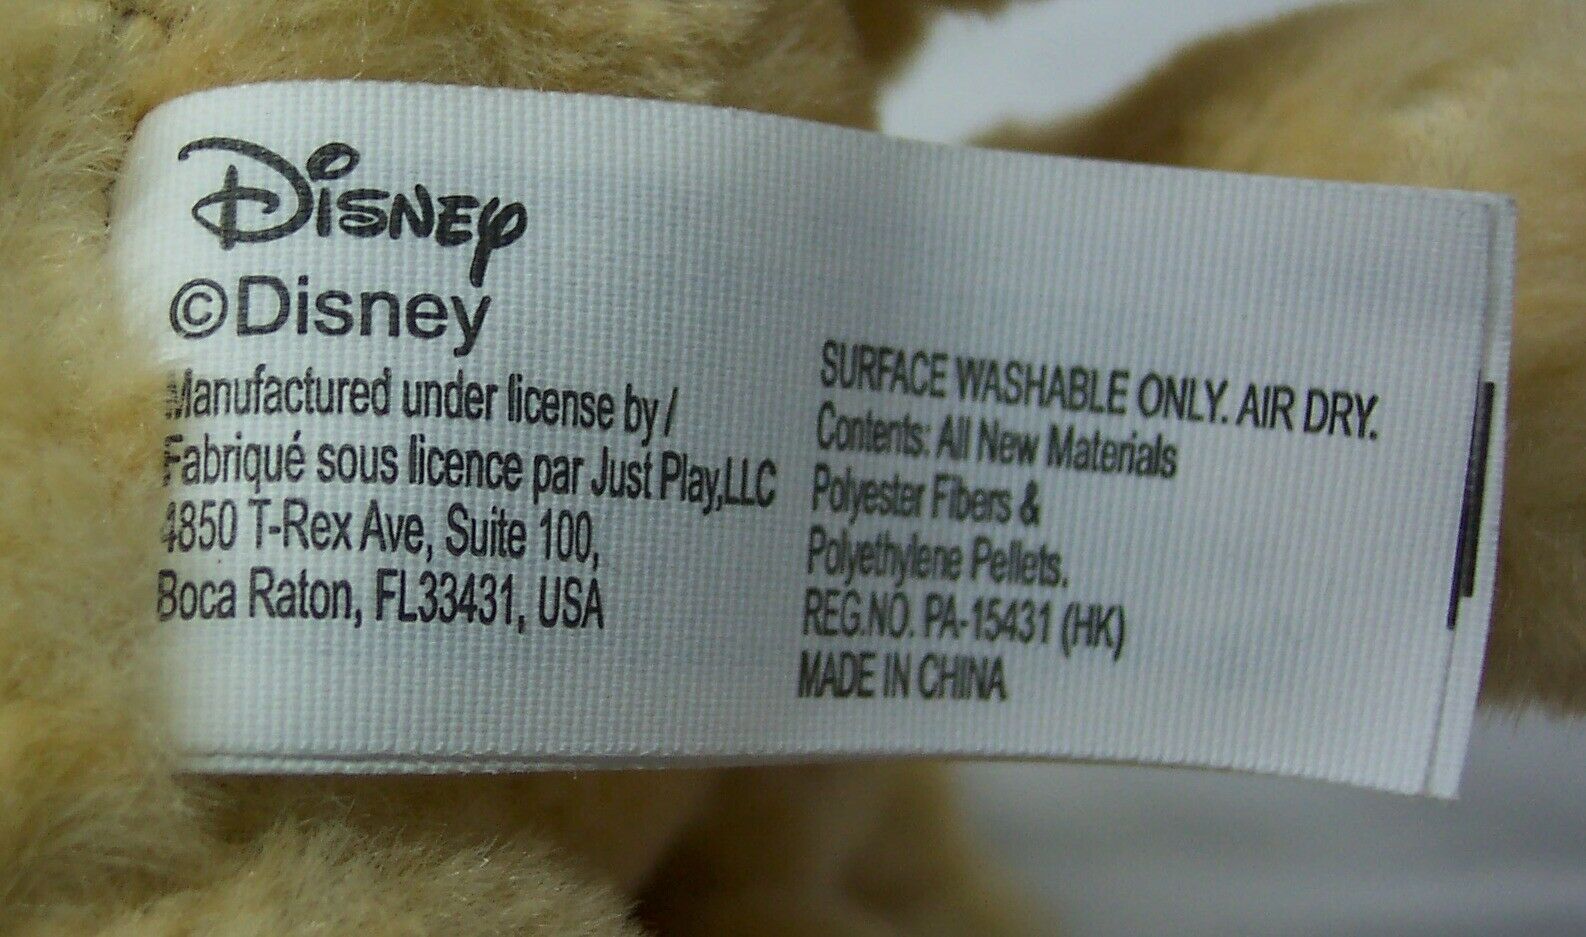 Disney
©Disney
Manufactured under license by/
Fabriqué sous licence par Just Play,LLC
4850 T-Rex Ave, Suite 100,
Boca Raton, FL33431, USA
SURFACE WASHABLE ONLY. AIR DRY.
Contents: All New Materials
Polyester Fibers &
Polyethylene Pellets.
REG.NO. PA-15431 (HK)
MADE IN CHINA